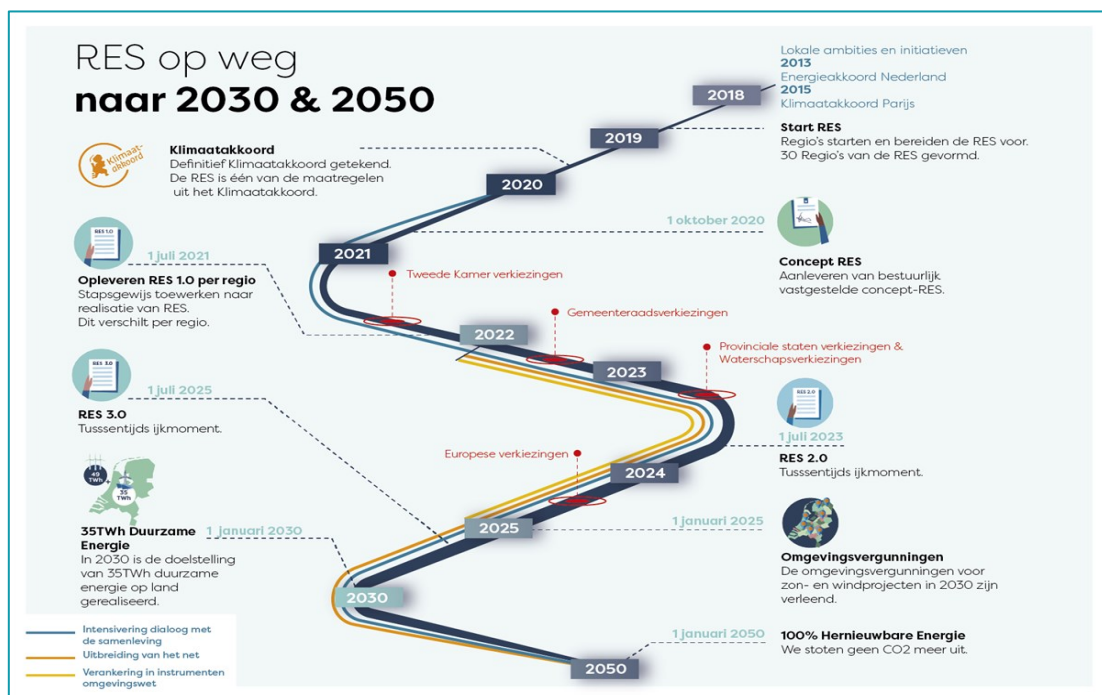 RES op weg
naar 2030 & 2050
Lokale ambities en initiatieven
2013
Energieakkoord Nederland
2015
Klimaatakkoord Parijs
2018
2019
Start RES
Regio's starten en bereiden de RES voor.
30 Regio's van de RES gevormd.
Klimaat-
akkoord
Klimaatakkoord
Definitief Klimaatakkoord getekend.
De RES is één van de maatregelen
uit het Klimaatakkoord.
2020
1 oktober 2020
Concept RES
Aanleveren van bestuurlijk
vastgestelde concept-RES.
RES 1.0
1 juli 2021
Opleveren RES 1.0 per regio
Stapsgewijs toewerken naar
realisatie van RES.
Dit verschilt per regio.
2021
Tweede Kamer verkiezingen
2022
Gemeenteraadsverkiezingen
2023
Provinciale staten verkiezingen &
Waterschapsverkiezingen
RES 2.0
1 juli 2023
RES 2.0
Tusssentijds ijkmoment.
RES 3.0
1 juli 2025
RES 3.0
Tusssentijds ijkmoment.
Europese verkiezingen
2024
2025
1 januari 2025
Omgevingsvergunningen
De omgevingsvergunningen voor
zon- en windprojecten in 2030 zijn
verleend.
49
TWh
35
TWh
35TWh Duurzame
Energie
1 januari 2030
In 2030 is de doelstelling
van 35TWh duurzame
energie op land
gerealiseerd.
2030
1 januari 2050
100% Hernieuwbare Energie
We stoten geen CO2 meer uit.
2050
Intensivering dialoog met
de samenleving
Uitbreiding van het net
Verankering in instrumenten
omgevingswet